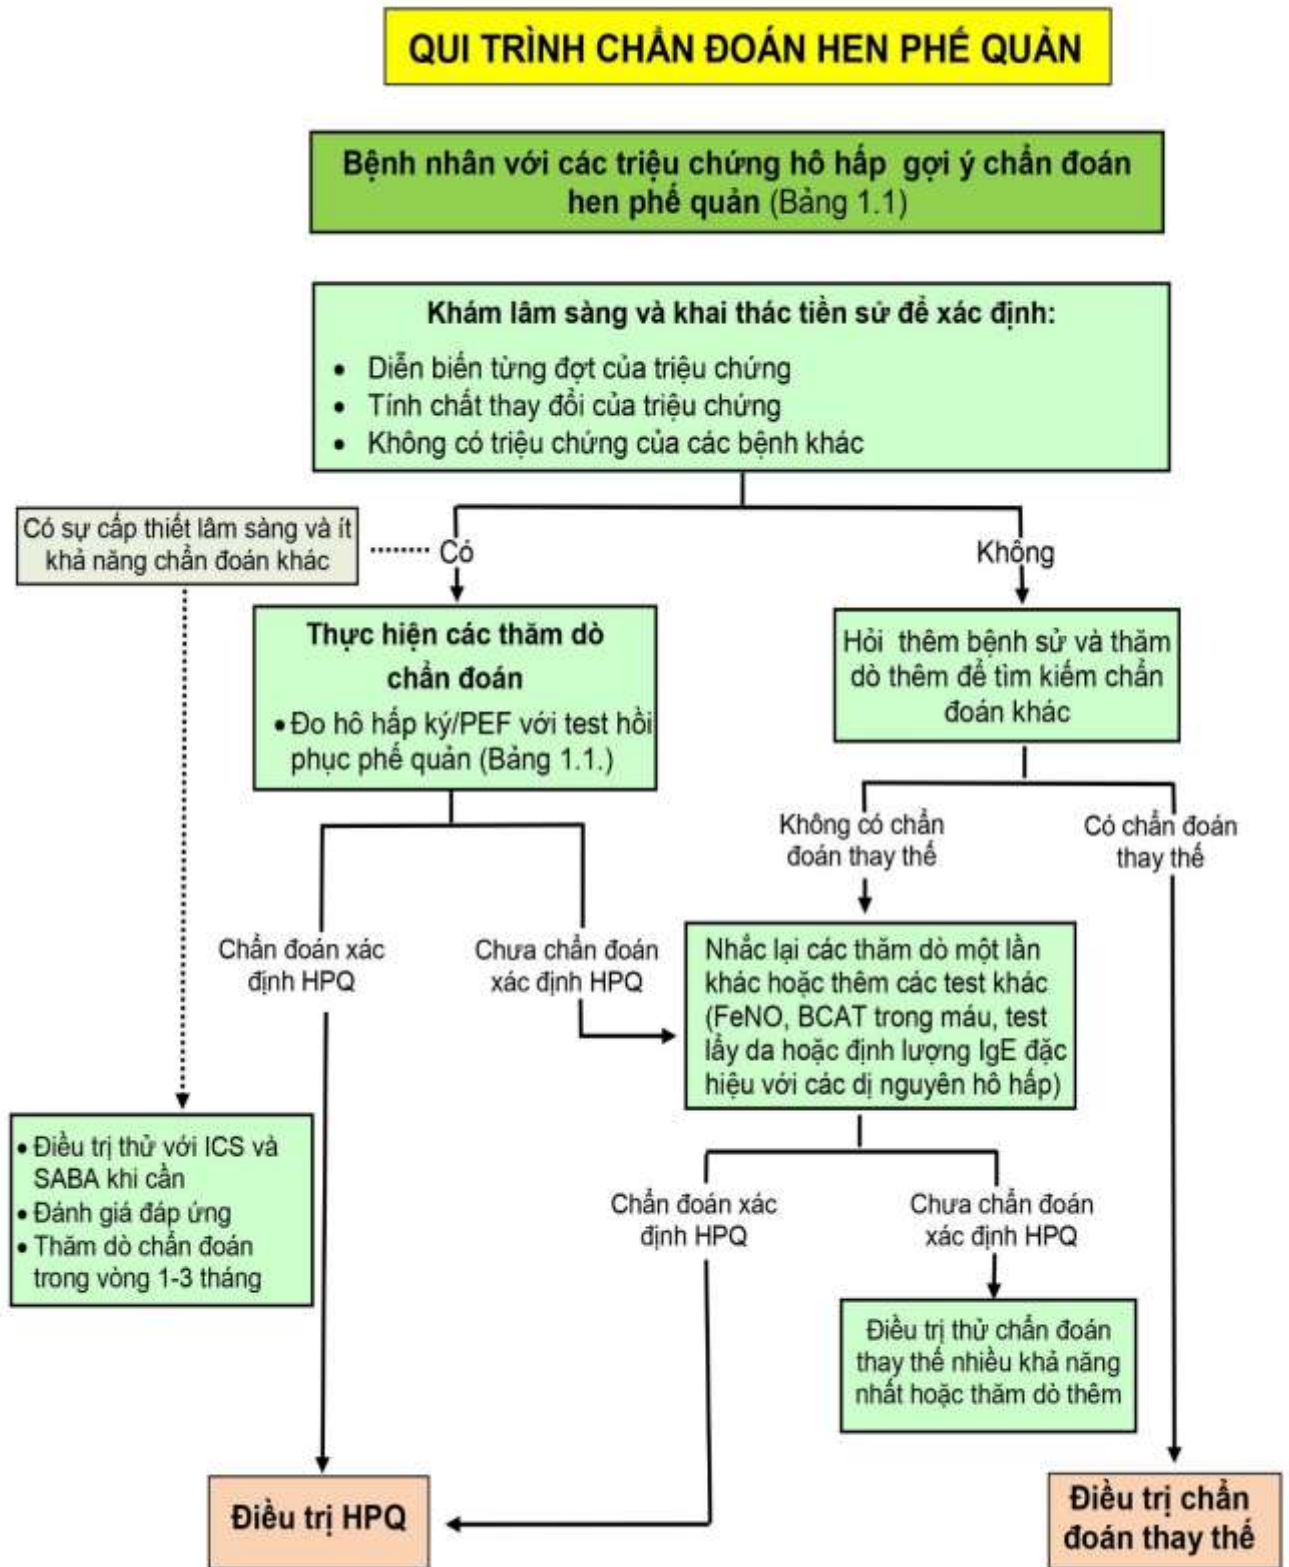 QUI TRÌNH CHẨN ĐOÁN HEN PHẾ QUẢN
Bệnh nhân với các triệu chứng hô hấp gợi ý chẩn đoán
hen phế quản (Bảng 1.1)
Khám lâm sàng và khai thác tiền sử để xác định:
• Diễn biến từng đợt của triệu chứng
• Tính chất thay đổi của triệu chứng
• Không có triệu chứng của các bệnh khác
Có sự cấp thiết lâm sàng và ít
khả năng chẩn đoán khác
Có
Không
Thực hiện các thăm dò
chẩn đoán
• Đo hô hấp ký/PEF với test hồi
phục phế quản (Bảng 1.1.)
Hỏi thêm bệnh sử và thăm
dò thêm để tìm kiếm chẩn
đoán khác
Không có chẩn
đoán thay thế
Có chẩn đoán
thay thế
Chẩn đoán xác
định HPQ
Chưa chẩn đoán
xác định HPQ
Nhắc lại các thăm dò một lần
khác hoặc thêm các test khác
(FeNO, BCAT trong máu, test
lẩy da hoặc định lượng IgE đặc
hiệu với các dị nguyên hô hấp)
• Điều trị thử với ICS và
SABA khi cần
• Đánh giá đáp ứng
• Thăm dò chẩn đoán
trong vòng 1-3 tháng
Chẩn đoán xác
định HPQ
Chưa chẩn đoán
xác định HPQ
Điều trị thử chẩn đoán
thay thế nhiều khả năng
nhất hoặc thăm dò thêm
Điều trị HPQ
Điều trị chẩn
đoán thay thế